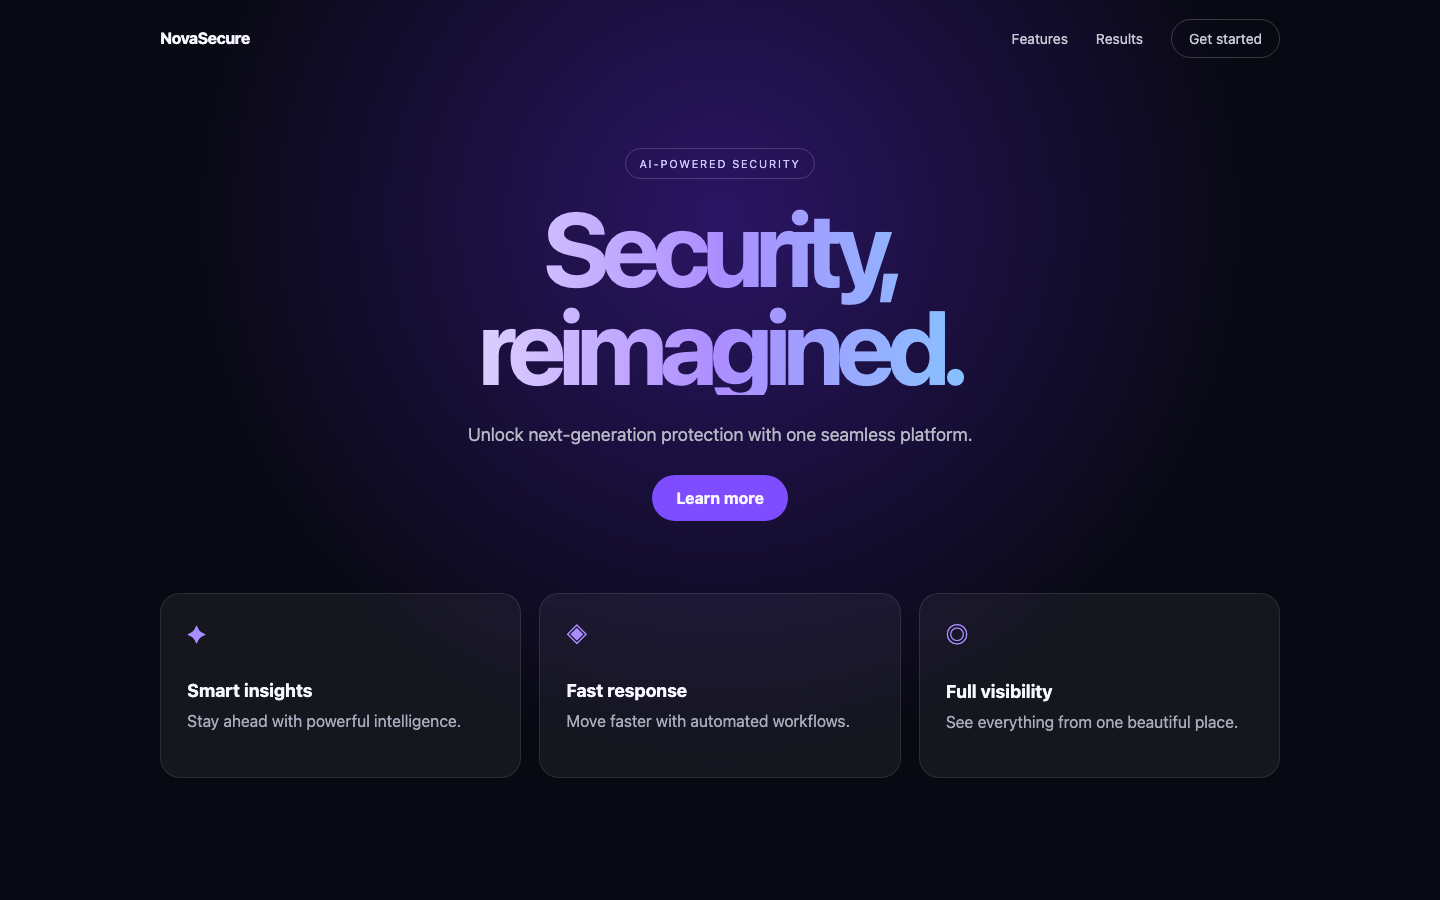 NovaSecure
Features
Results
Get started
AI-POWERED SECURITY
Security,
reimagined.
Unlock next-generation protection with one seamless platform.
Learn more
Smart insights
Stay ahead with powerful intelligence.
Fast response
Move faster with automated workflows.
Full visibility
See everything from one beautiful place.